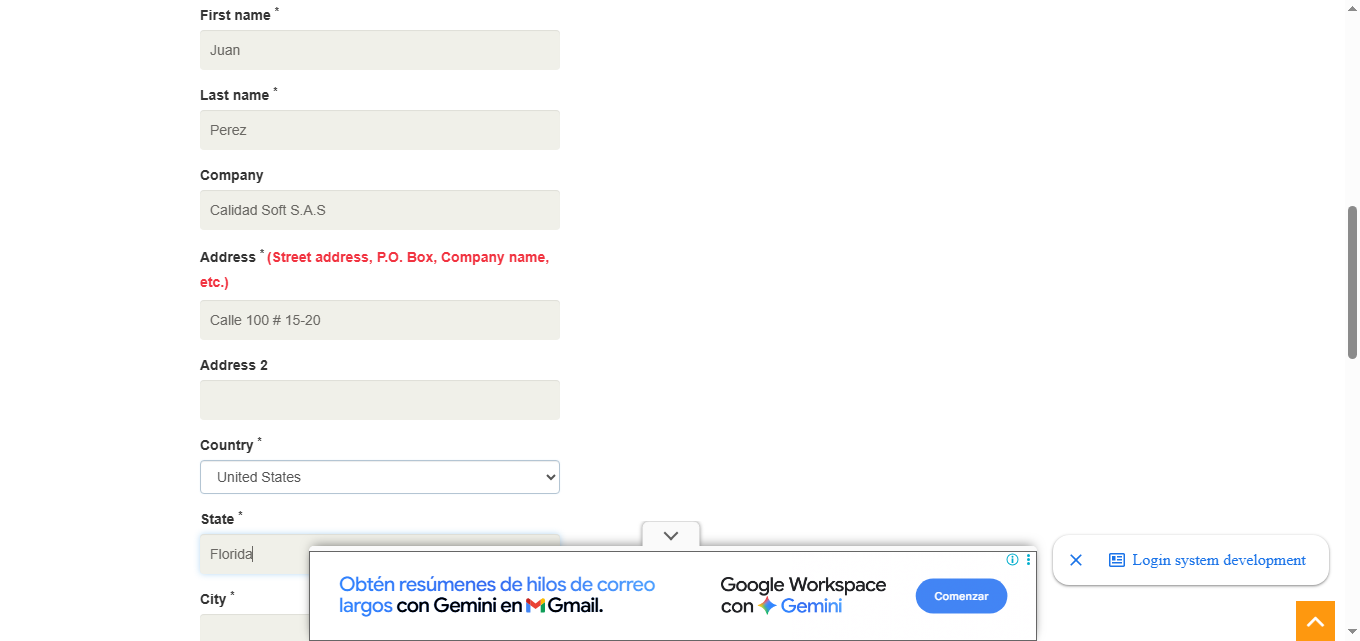 First name *
Juan
Last name *
Perez
Company
Calidad Soft S.A.S
Address * (Street address, P.O. Box, Company name,
etc.)
Calle 100 # 15-20
Address 2
Country *
United States
State *
Florida
City *
Obtén resúmenes de hilos de correo
largos con Gemini en Gmail.
Google Workspace
con Gemini
Comenzar
Login system development